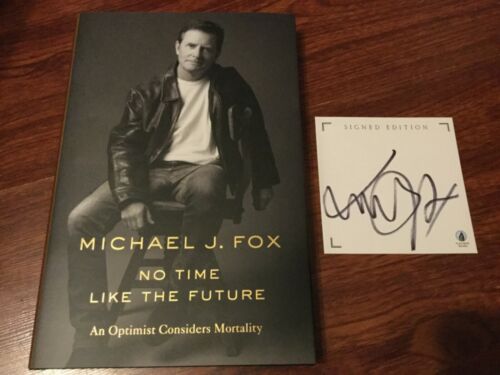 MICHAEL J. FOX
NO TIME
LIKE THE FUTURE
An Optimist Considers Mortality
SIGNED EDITION